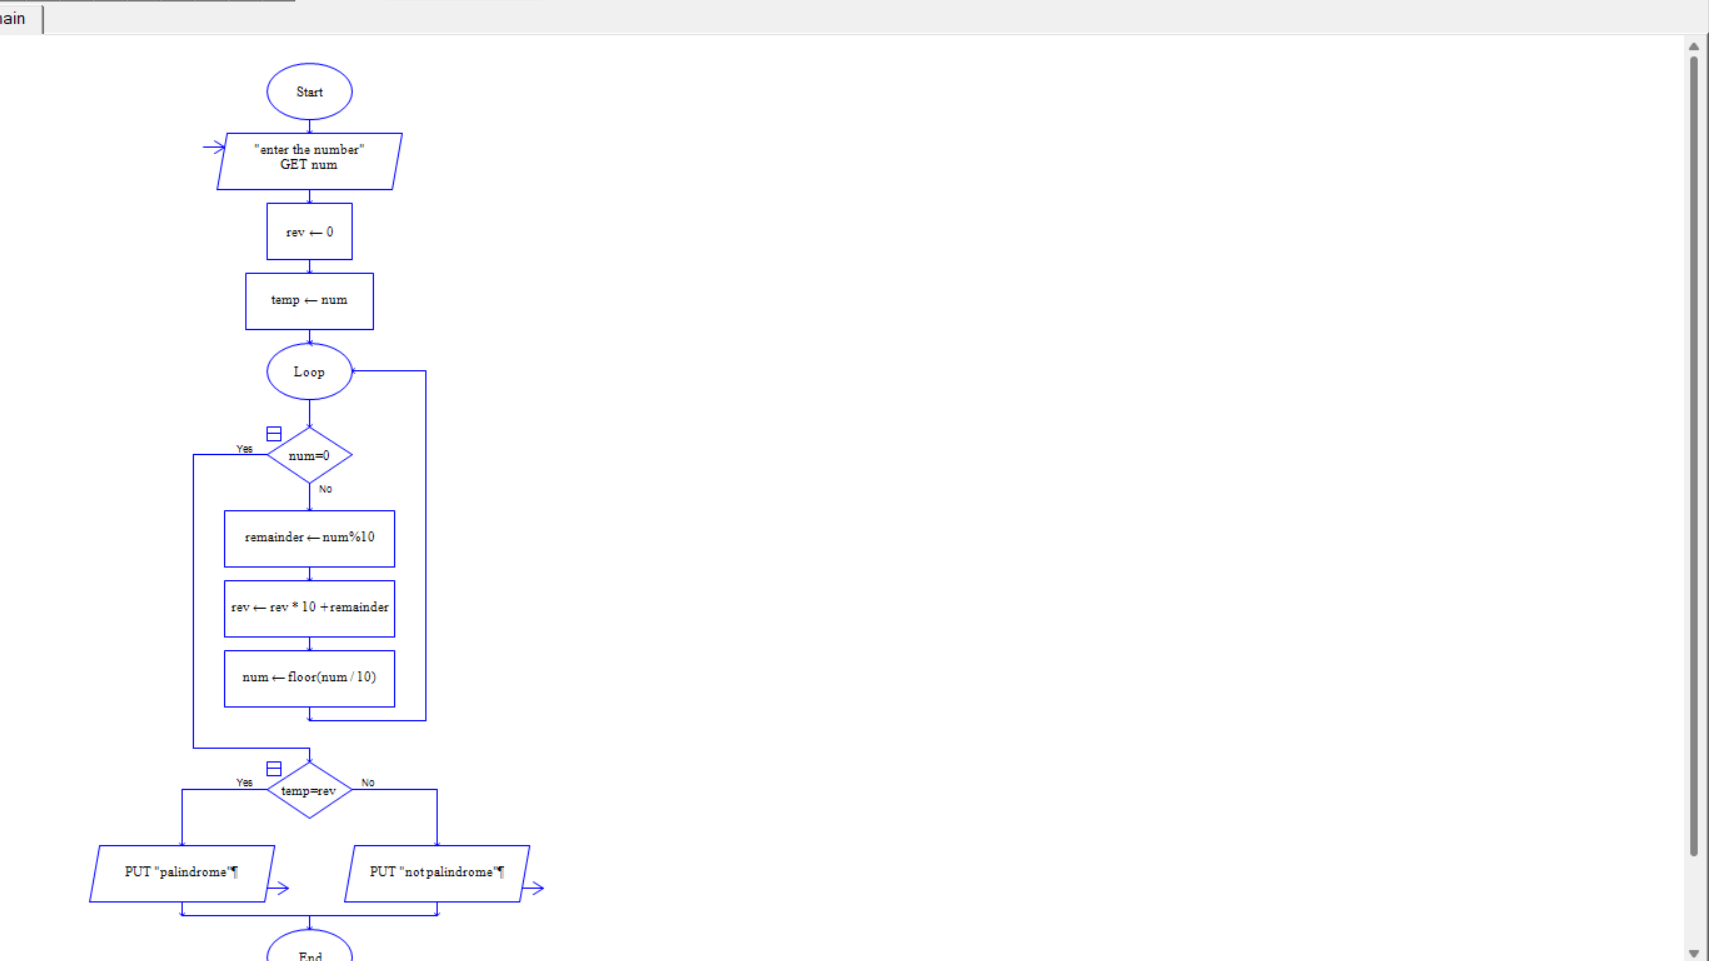 Start
"enter the number"
GET num
rev ← 0
temp ← num
Loop
Yes
num=0
No
remainder ← num%10
rev ← rev * 10 + remainder
num ← floor(num / 10)
Yes
temp=rev
No
PUT "palindrome"¶
PUT "not palindrome"¶
End